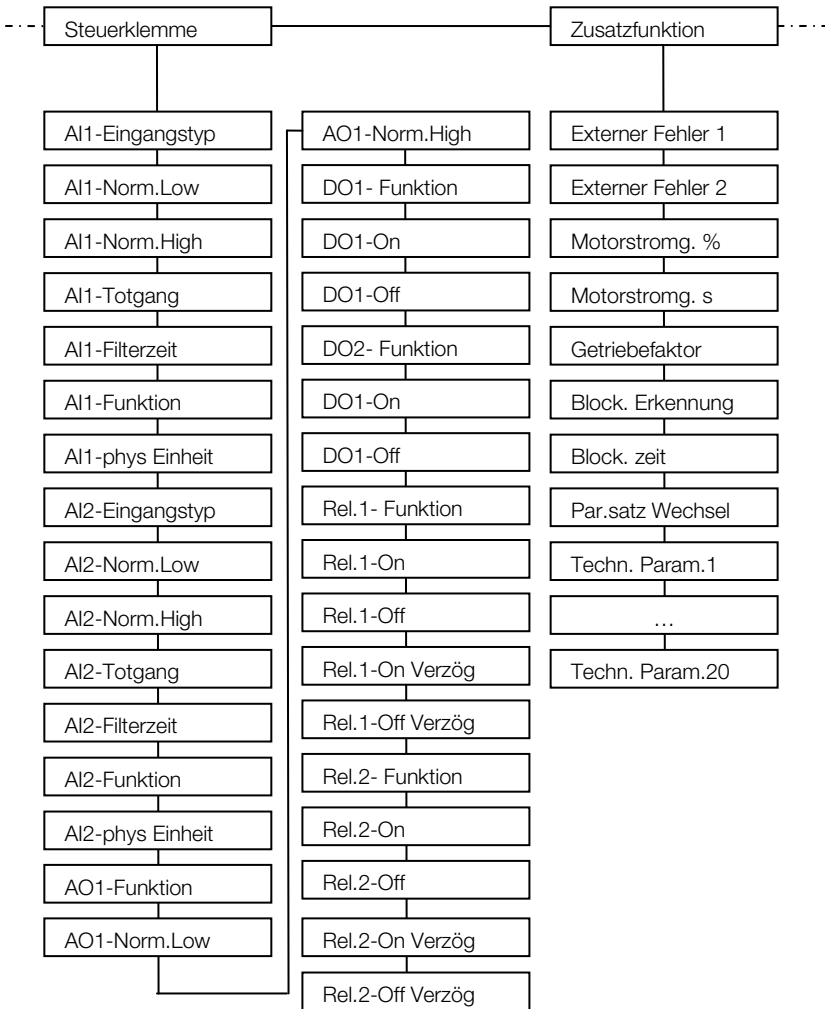 Steuerklemme
Zusatzfunktion
AI1-Eingangstyp
AI1-Norm.Low
AI1-Norm.High
AI1-Totgang
AI1-Filterzeit
AI1-Funktion
AI1-phys Einheit
AI2-Eingangstyp
AI2-Norm.Low
AI2-Norm.High
AI2-Totgang
AI2-Filterzeit
AI2-Funktion
AI2-phys Einheit
AO1-Funktion
AO1-Norm.Low
AO1-Norm.High
DO1- Funktion
DO1-On
DO1-Off
DO2- Funktion
DO1-On
DO1-Off
Rel.1- Funktion
Rel.1-On
Rel.1-Off
Rel.1-On Verzög
Rel.1-Off Verzög
Rel.2- Funktion
Rel.2-On
Rel.2-Off
Rel.2-On Verzög
Rel.2-Off Verzög
Externer Fehler 1
Externer Fehler 2
Motorstromg. %
Motorstromg. s
Getriebefaktor
Block. Erkennung
Block. zeit
Par.satz Wechsel
Techn. Param.1
…
Techn. Param.20